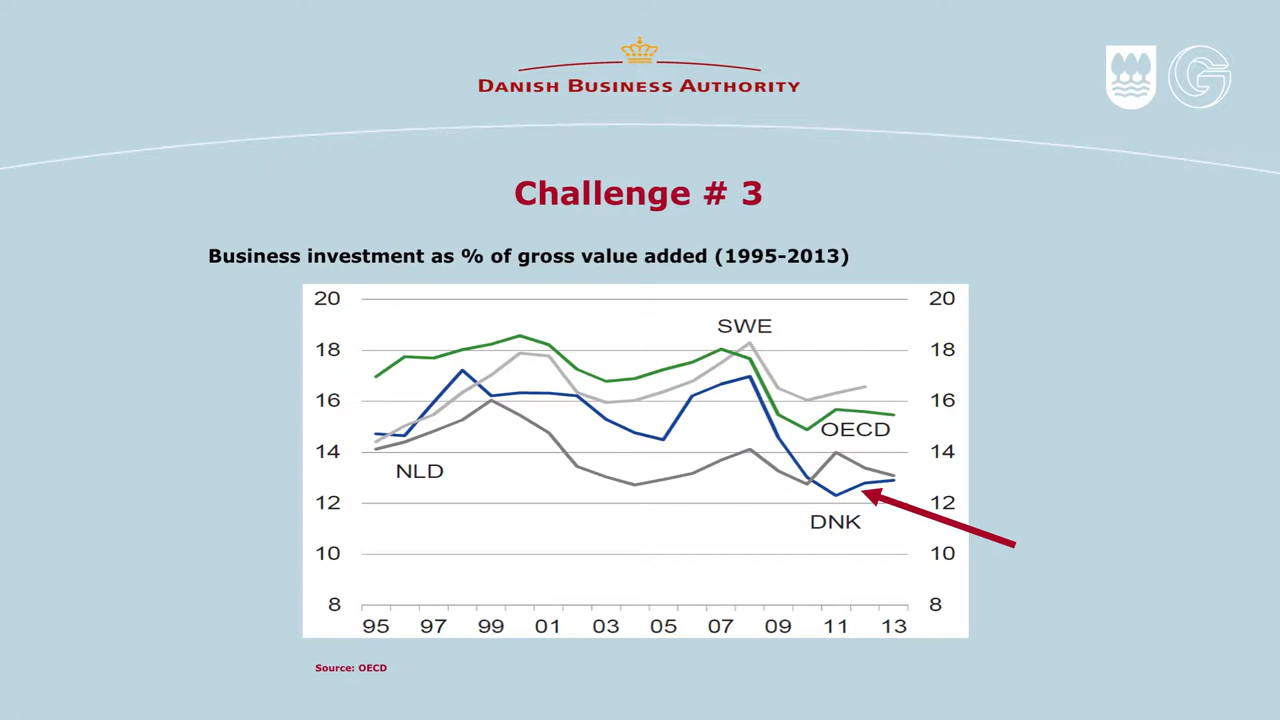 DANISH BUSINESS AUTHORITY
Challenge # 3
Business investment as % of gross value added (1995-2013)
20 20
SWE
18 18
16 16
OECD
14 14
NLD
12 12
DNK
10 10
8 8
95 97 99 01 03 05 07 09 11 13
Source: OECD